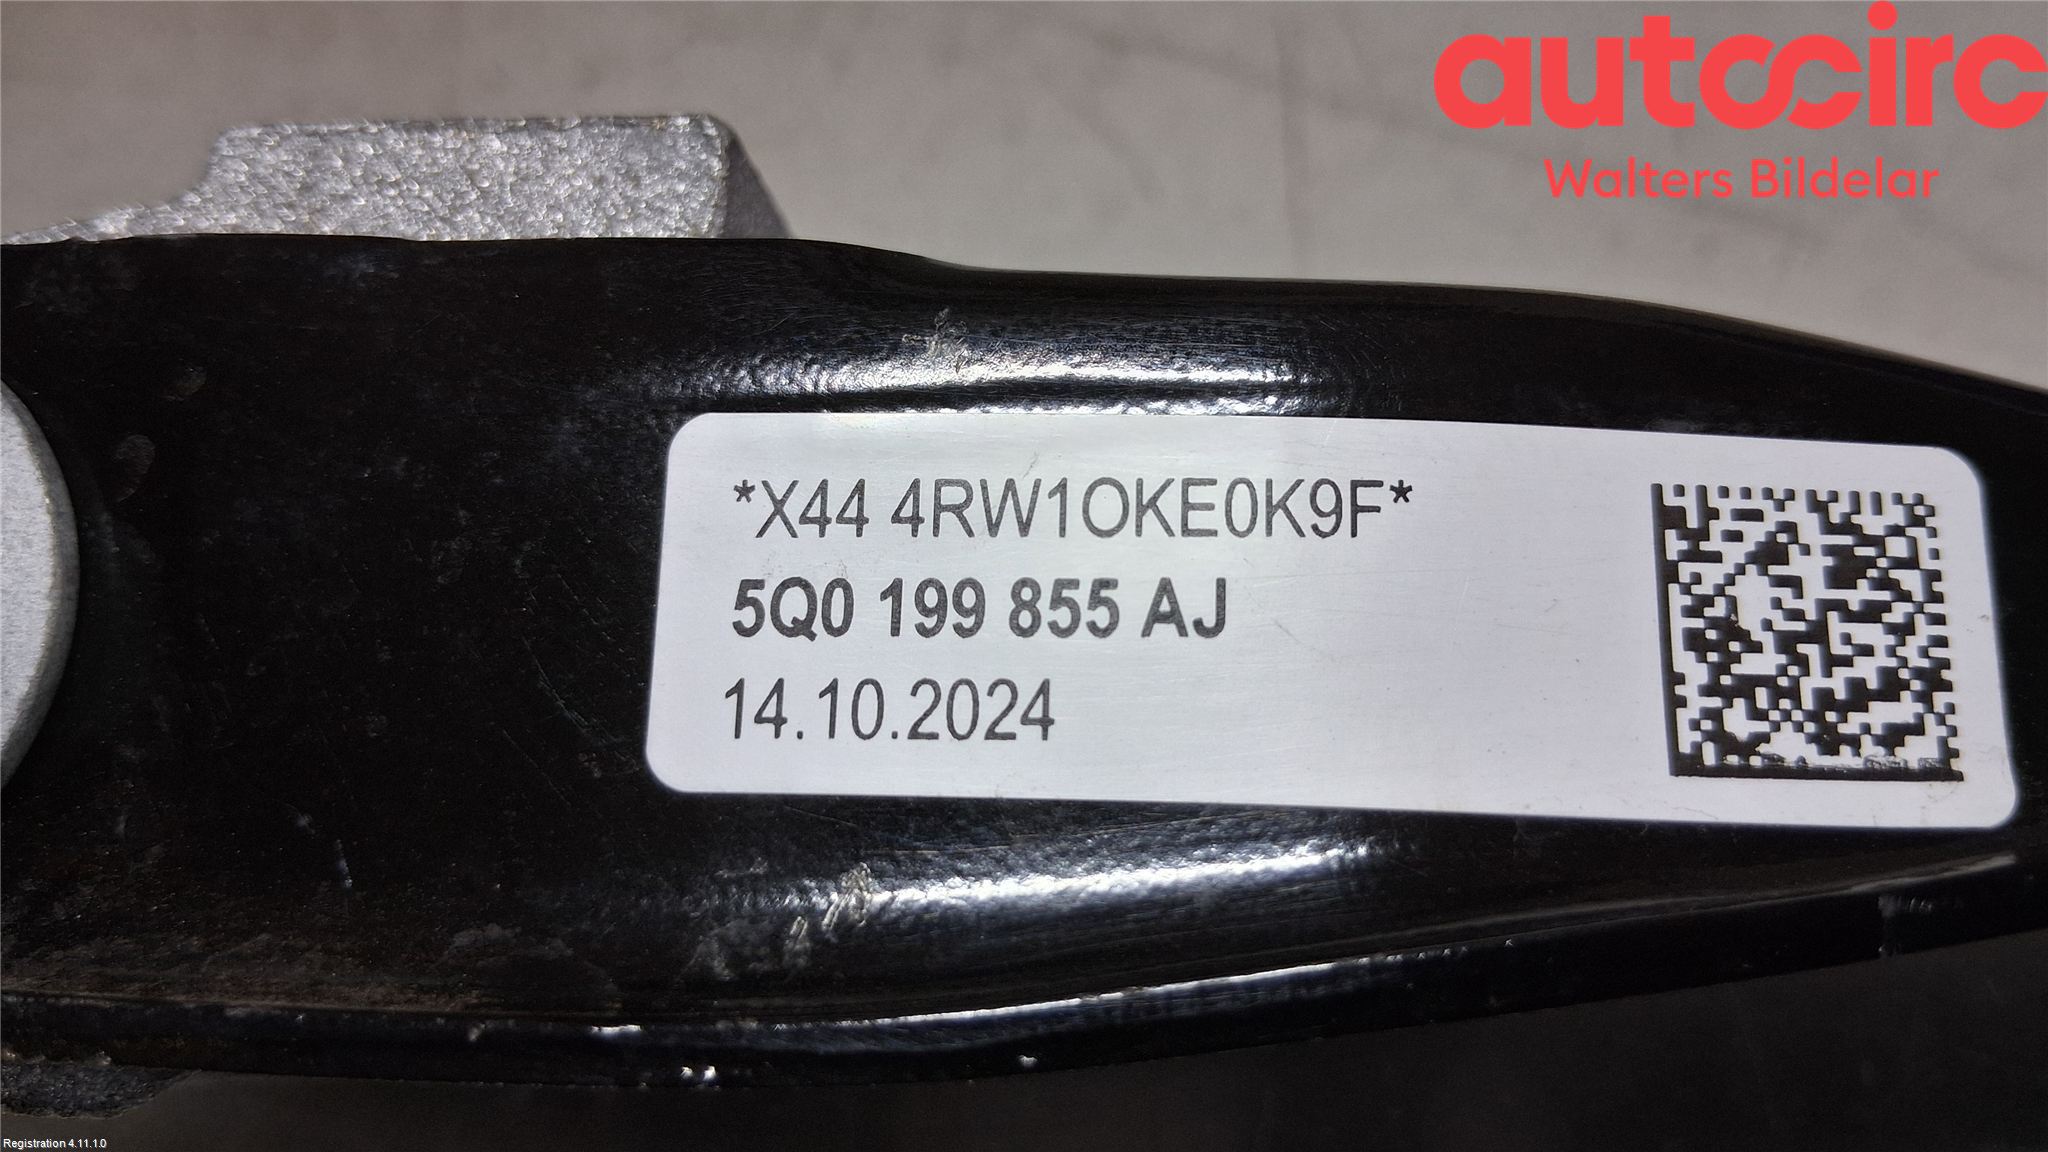 autocirc
Walters Bildelar
*X44 4RW1OKE0K9F*
5Q0 199 855 AJ
14.10.2024
Registration 4.11.1.0